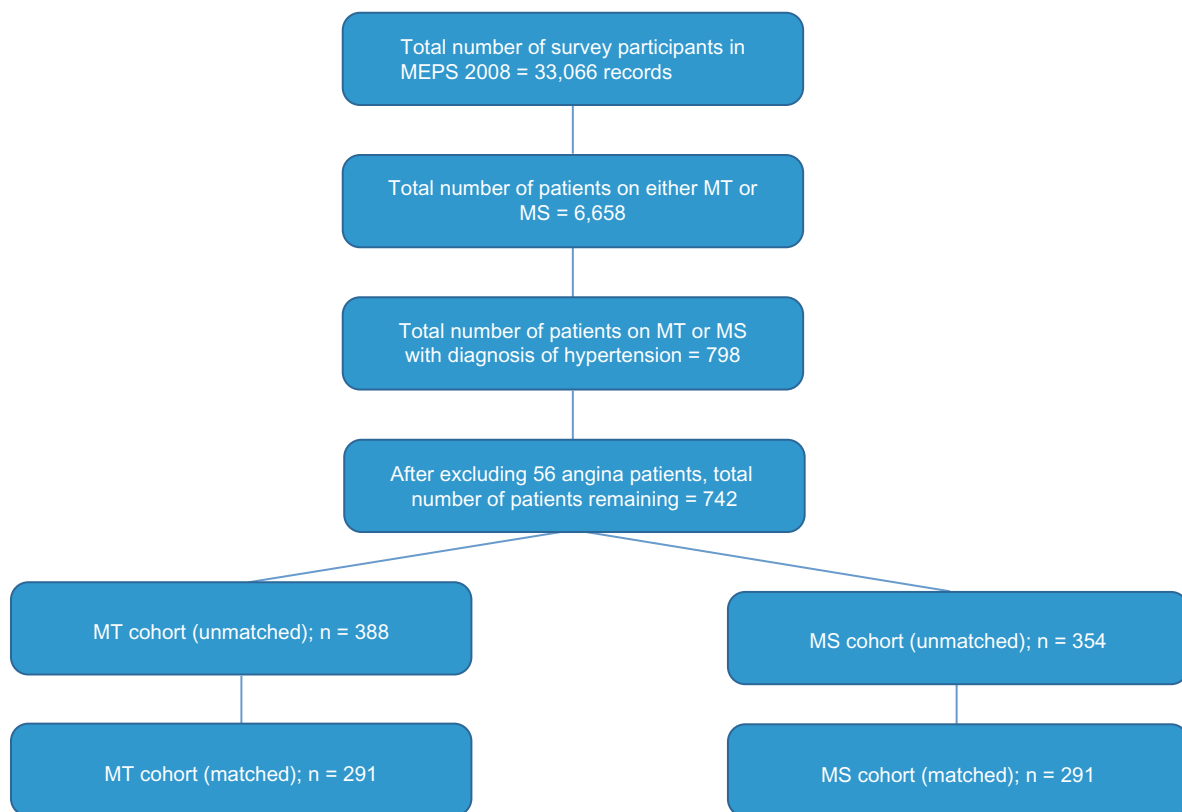 Total number of survey participants in
MEPS 2008 = 33,066 records
Total number of patients on either MT or
MS = 6,658
Total number of patients on MT or MS
with diagnosis of hypertension = 798
After excluding 56 angina patients, total
number of patients remaining = 742
MT cohort (unmatched); n = 388
MS cohort (unmatched); n = 354
MT cohort (matched); n = 291
MS cohort (matched); n = 291